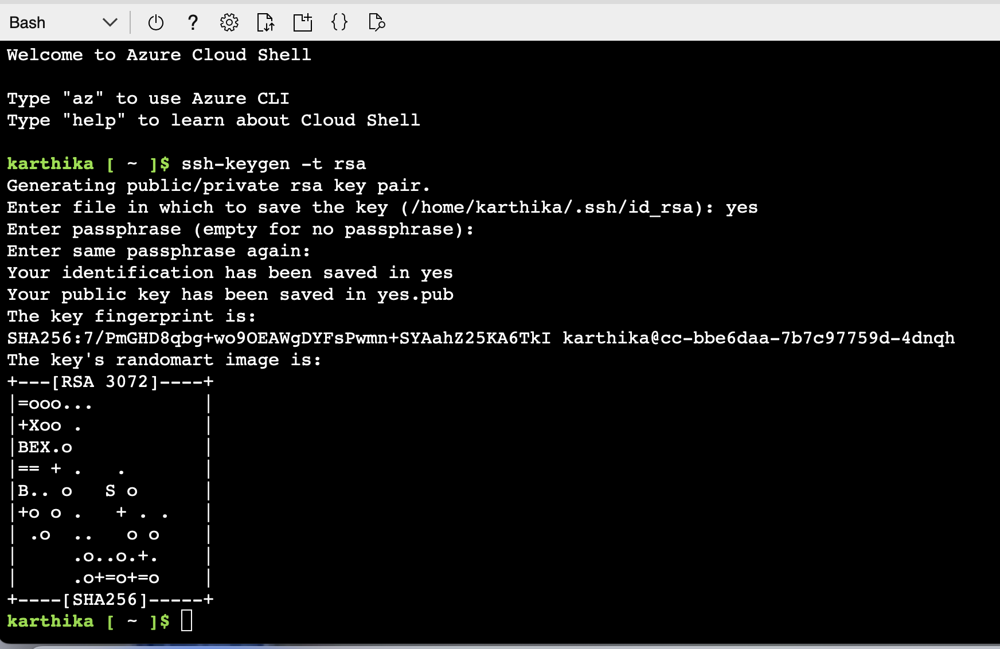 Bash
Welcome to Azure Cloud Shell
Type "az" to use Azure CLI
Type "help" to learn about Cloud Shell
karthika [ ~ ]$ ssh-keygen -t rsa
Generating public/private rsa key pair.
Enter file in which to save the key (/home/karthika/.ssh/id_rsa): yes
Enter passphrase (empty for no passphrase):
Enter same passphrase again:
Your identification has been saved in yes
Your public key has been saved in yes.pub
The key fingerprint is:
SHA256:7/PmGHD8qbg+wo9OEAWgDYFsPwmn+SYAahZ25KA6TkI karthika@cc-bbe6daa-7b7c97759d-4dnqh
The key's randomart image is:
+---[RSA 3072]----+
|=ooo...          |
|+Xoo .           |
|BEX.o            |
|== + .   .       |
|B.. o   S o      |
|+o o .   + . .   |
| .o  ..   o o    |
|     .o..o.+.    |
|     .o+=o+=o    |
+----[SHA256]-----+
karthika [ ~ ]$